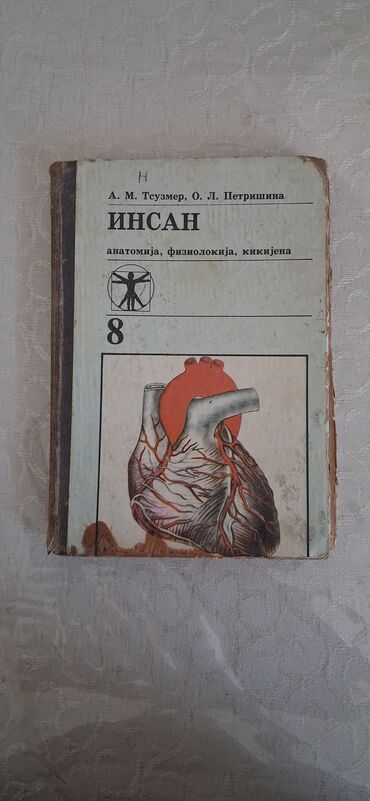 Н
А. М. Тсузмер, О. Л. Петришина
ИНСАН
анатомија, физиолокија, кикијена
8